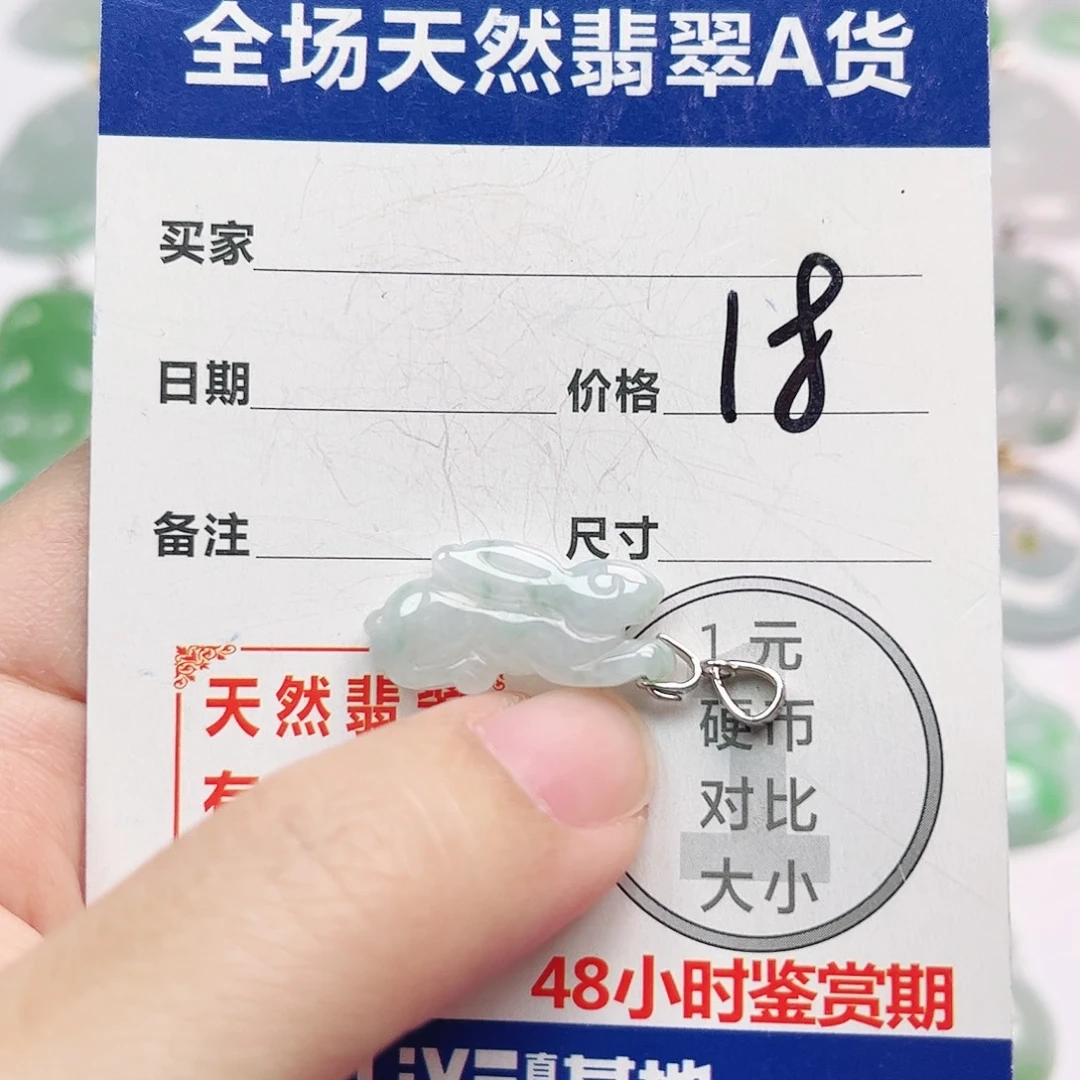 全场天然翡翠A货
买家
日期
价格 18
备注
尺寸
1元
硬币
对比
大小
天然翡
48小时鉴赏期